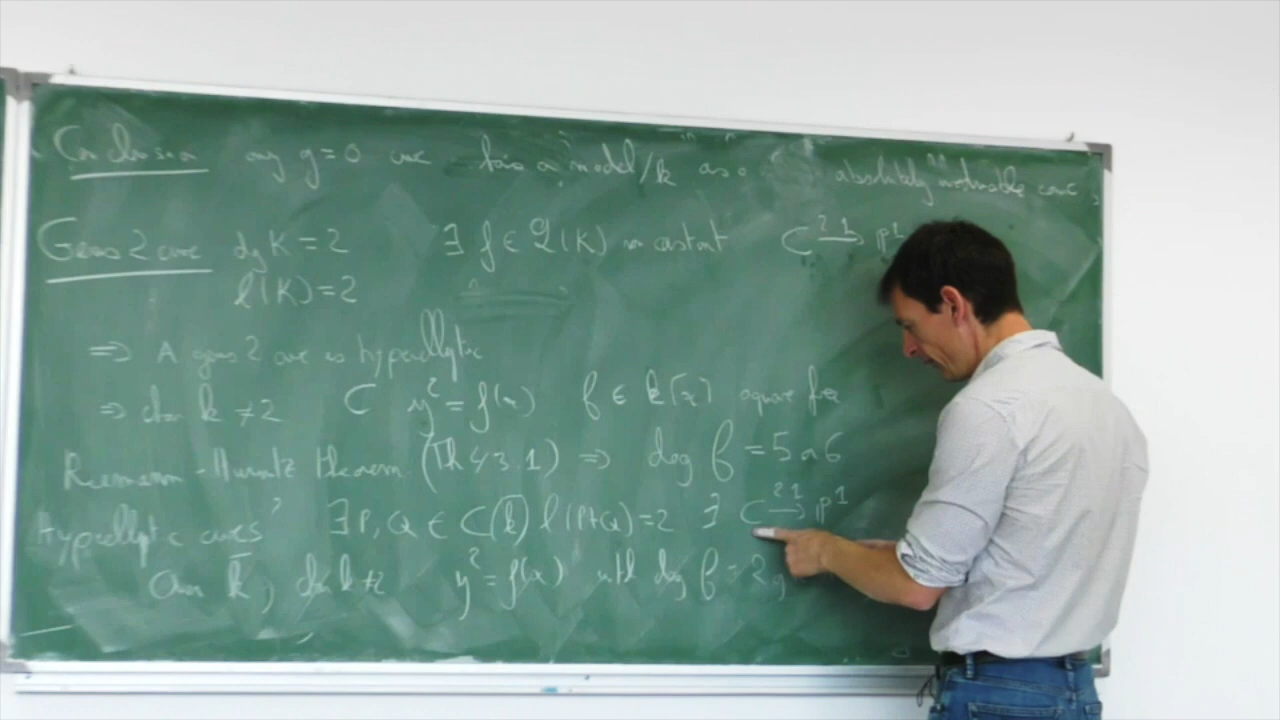 Conclusion any g=0 curve has a model/k as a absolutely irreducible conic
Genus 2 curve deg K = 2 ∃ f ∈ L(K) non constant C 2:1→ P¹
l(K)=2
⇒ A genus 2 curve is hyperelliptic
⇒ char k ≠ 2 C y² = f(x) f ∈ k[x] square free
Riemann-Hurwitz theorem (Th 4.3.1) ⇒ deg f = 5 or 6
Hyperelliptic curves ∃ P, Q ∈ C(k) l(P+Q)=2 ∃ C 2:1→ P¹
Over k̄, char k ≠ 2 y² = f(x) with deg f = 2g